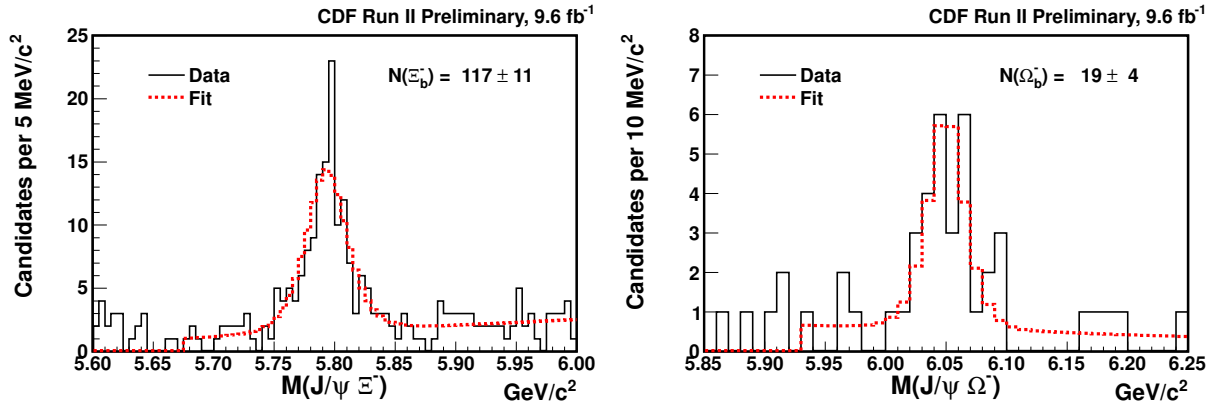 CDF Run II Preliminary, 9.6 fb⁻¹
Candidates per 5 MeV/c²
25
20
15
10
5
0
Data
Fit
N(Ξ_b⁻) = 117 ± 11
5.60 5.65 5.70 5.75 5.80 5.85 5.90 5.95 6.00
M(J/ψ Ξ⁻) GeV/c²
CDF Run II Preliminary, 9.6 fb⁻¹
Candidates per 10 MeV/c²
8
7
6
5
4
3
2
1
0
Data
Fit
N(Ω_b⁻) = 19 ± 4
5.85 5.90 5.95 6.00 6.05 6.10 6.15 6.20 6.25
M(J/ψ Ω⁻) GeV/c²